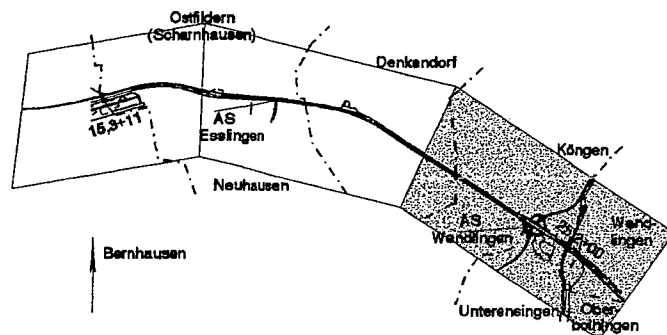 Ostfildern
(Scharnhausen)
Denkendorf
15,3+11
AS
Esslingen
Köngen
Neuhausen
AS
Wendlingen
Wend-
lingen
Bernhausen
Unterensingen
Ober-
boihingen